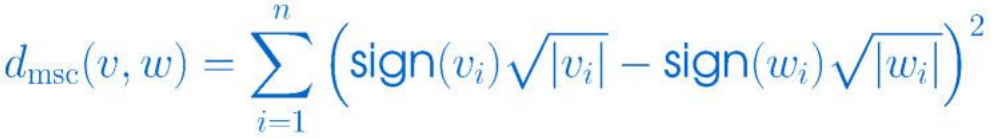 d_msc(v, w) = ∑_{i=1}^{n} (sign(v_i)√|v_i| − sign(w_i)√|w_i|)²